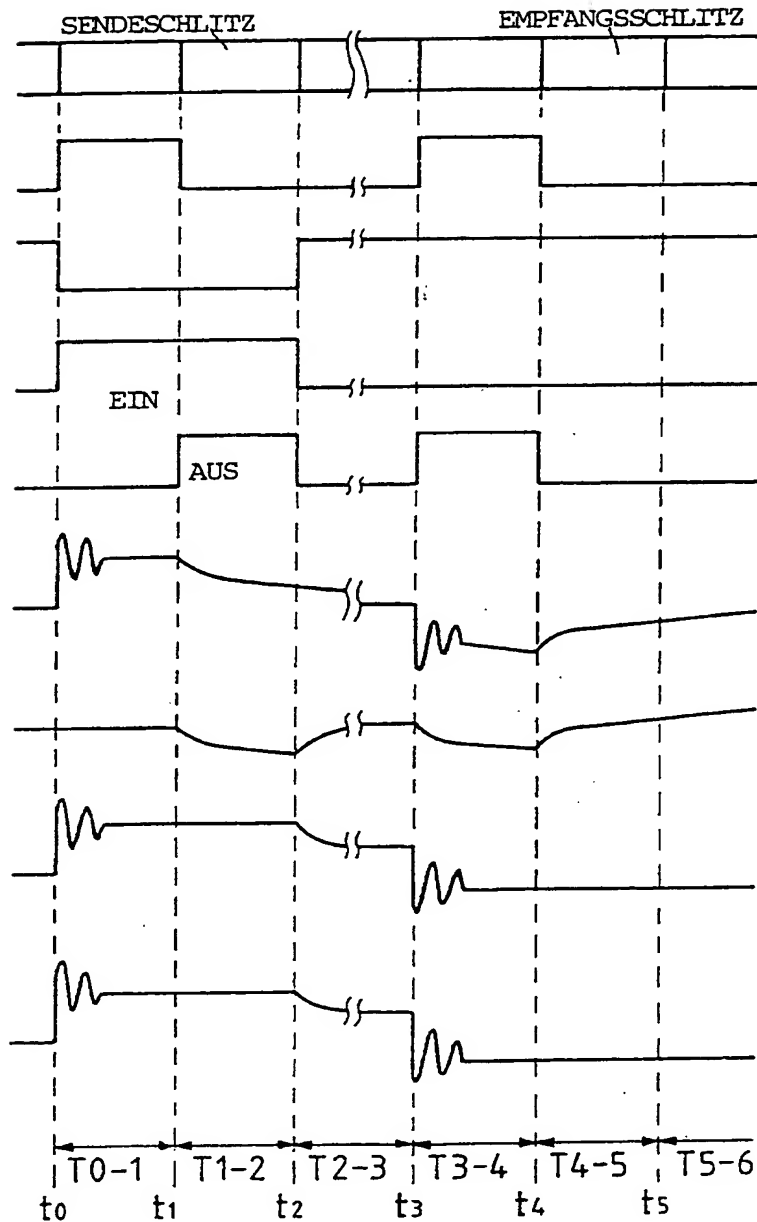 SENDESCHLITZ EMPFANGSSCHLITZ
EIN
AUS
T0-1 T1-2 T2-3 T3-4 T4-5 T5-6
t0 t1 t2 t3 t4 t5